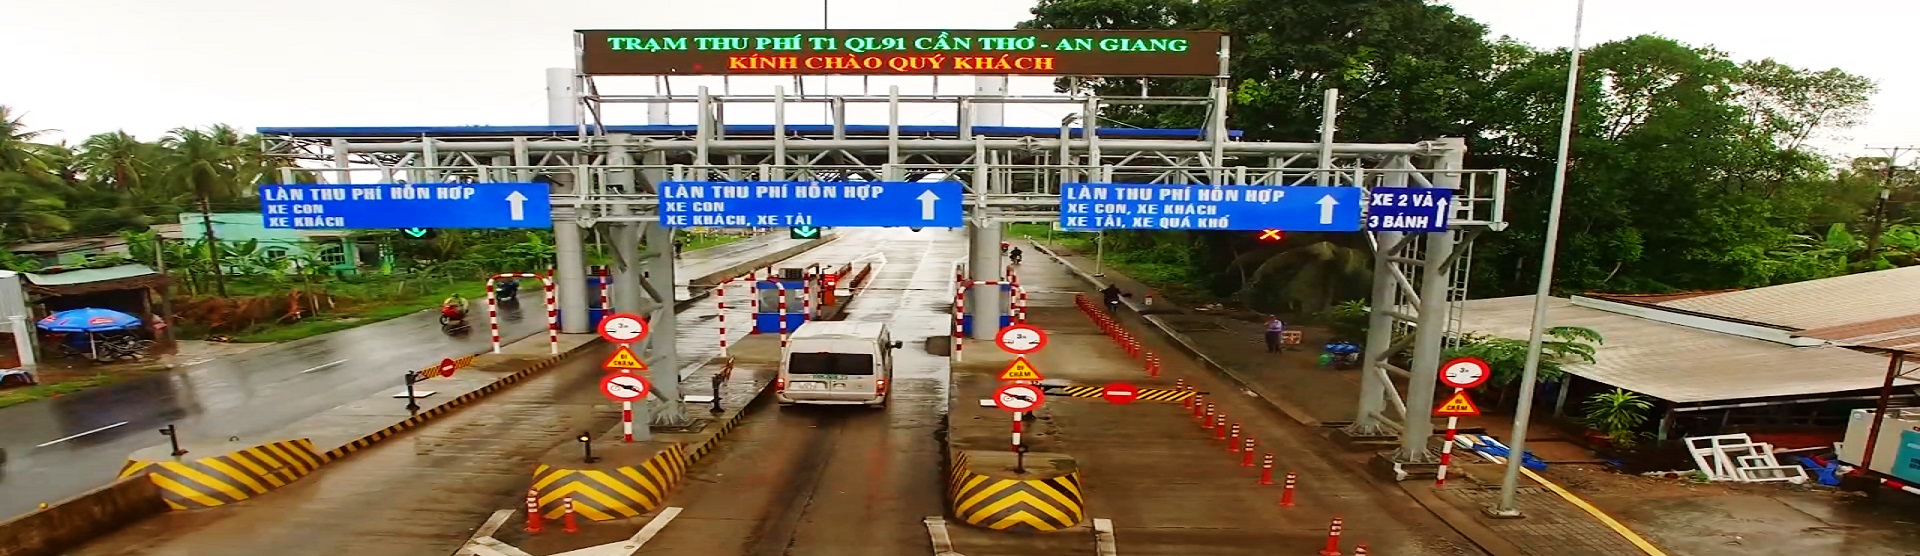 TRẠM THU PHÍ T1 QL91 CẦN THƠ - AN GIANG
KÍNH CHÀO QUÝ KHÁCH
LÀN THU PHÍ HỖN HỢP
XE CON
XE KHÁCH
LÀN THU PHÍ HỖN HỢP
XE CON
XE KHÁCH, XE TẢI
LÀN THU PHÍ HỖN HỢP
XE CON, XE KHÁCH
XE TẢI, XE QUÁ KHỔ
XE 2 VÀ
3 BÁNH
ĐI
CHẬM
ĐI
CHẬM
ĐI
CHẬM